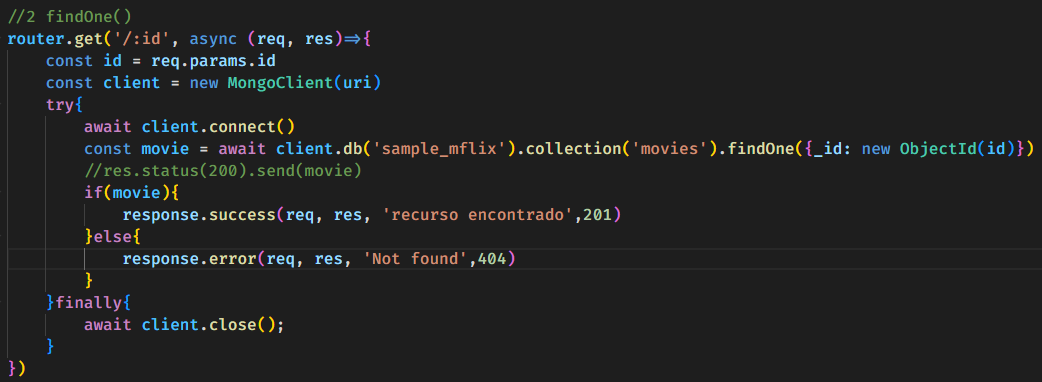 //2 findOne()
router.get('/:id', async (req, res)=>{
    const id = req.params.id
    const client = new MongoClient(uri)
    try{
        await client.connect()
        const movie = await client.db('sample_mflix').collection('movies').findOne({_id: new ObjectId(id)})
        //res.status(200).send(movie)
        if(movie){
            response.success(req, res, 'recurso encontrado',201)
        }else{
            response.error(req, res, 'Not found',404)
        }
    }finally{
        await client.close();
    }
})